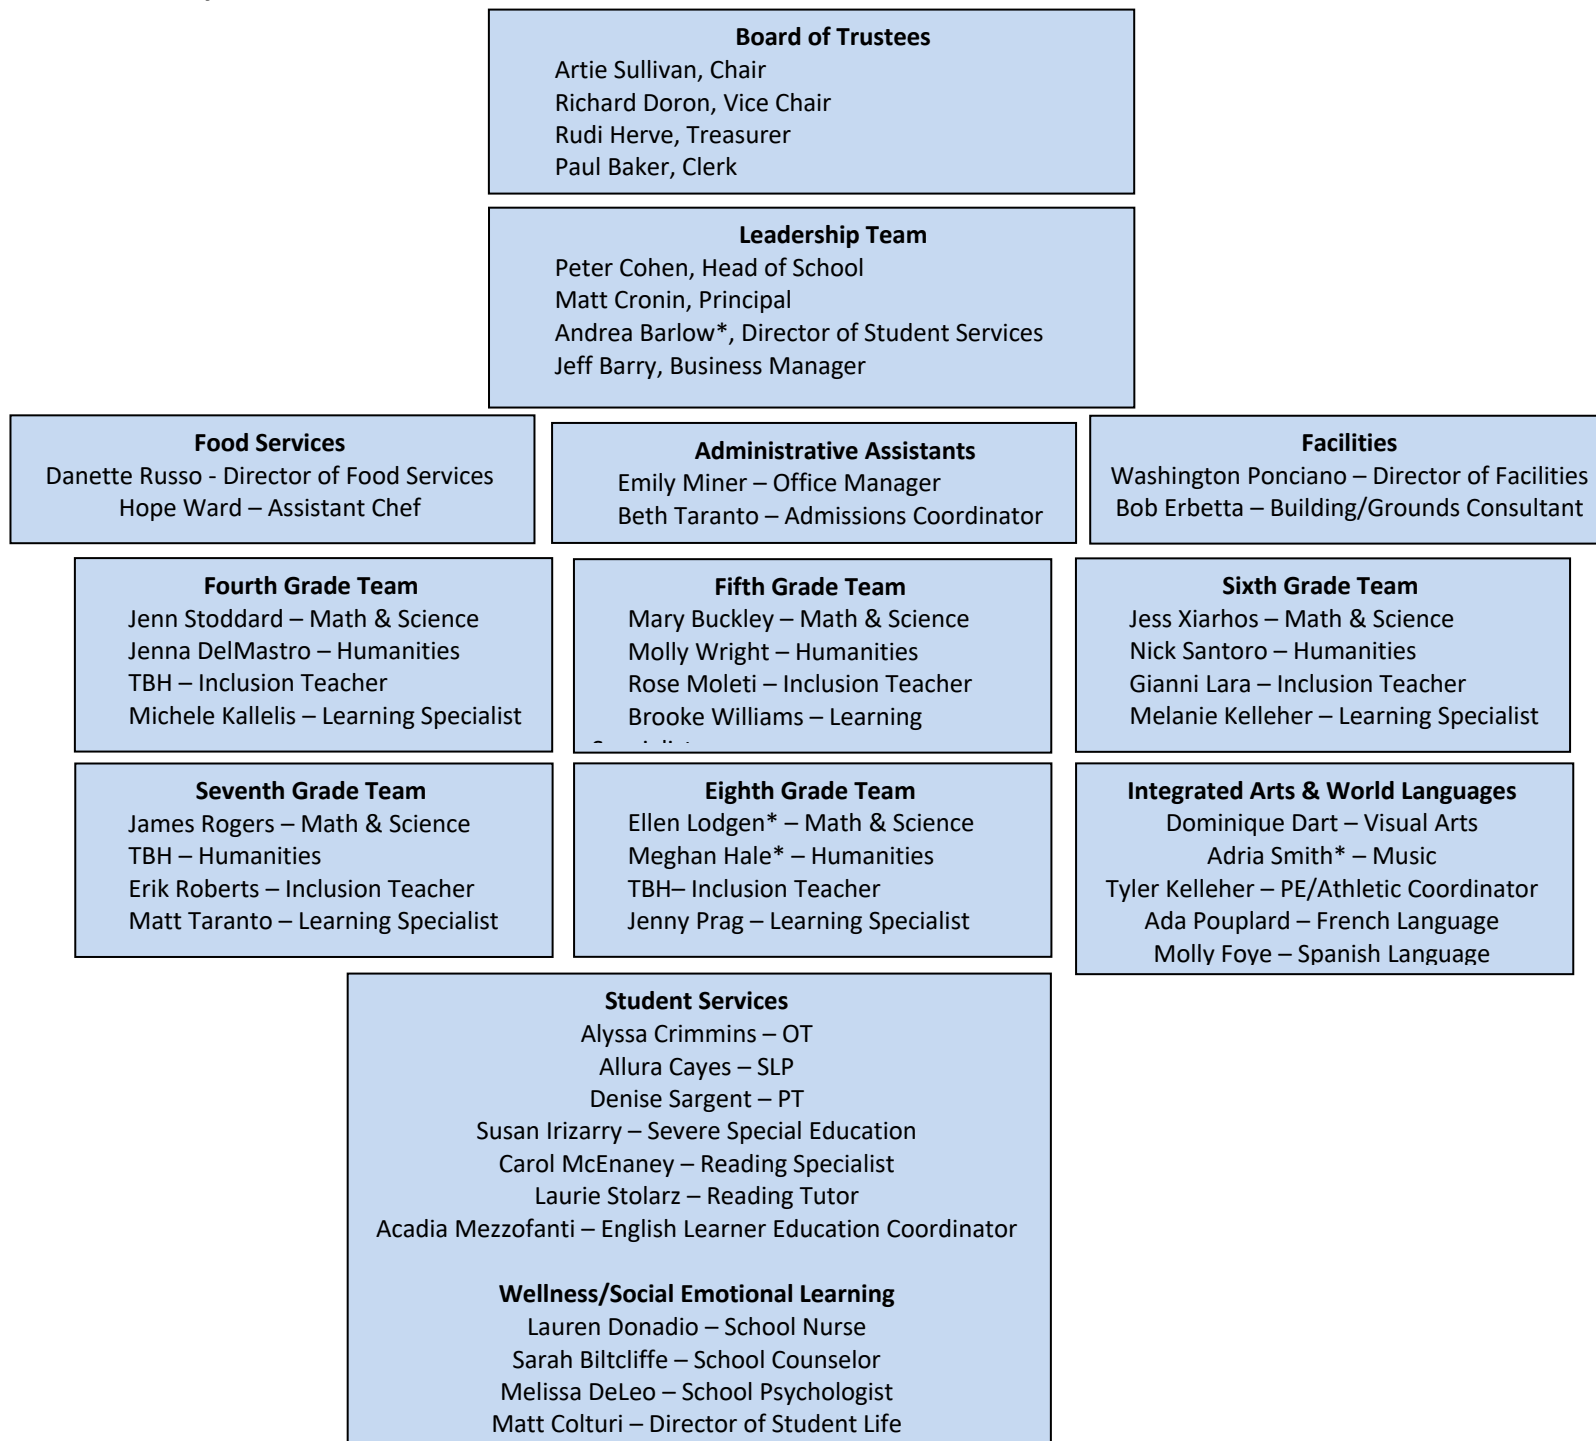 Board of Trustees
Artie Sullivan, Chair
Richard Doron, Vice Chair
Rudi Herve, Treasurer
Paul Baker, Clerk
Leadership Team
Peter Cohen, Head of School
Matt Cronin, Principal
Andrea Barlow*, Director of Student Services
Jeff Barry, Business Manager
Food Services
Danette Russo - Director of Food Services
Hope Ward – Assistant Chef
Administrative Assistants
Emily Miner – Office Manager
Beth Taranto – Admissions Coordinator
Facilities
Washington Ponciano – Director of Facilities
Bob Erbetta – Building/Grounds Consultant
Fourth Grade Team
Jenn Stoddard – Math & Science
Jenna DelMastro – Humanities
TBH – Inclusion Teacher
Michele Kallelis – Learning Specialist
Fifth Grade Team
Mary Buckley – Math & Science
Molly Wright – Humanities
Rose Moleti – Inclusion Teacher
Brooke Williams – Learning
Sixth Grade Team
Jess Xiarhos – Math & Science
Nick Santoro – Humanities
Gianni Lara – Inclusion Teacher
Melanie Kelleher – Learning Specialist
Seventh Grade Team
James Rogers – Math & Science
TBH – Humanities
Erik Roberts – Inclusion Teacher
Matt Taranto – Learning Specialist
Eighth Grade Team
Ellen Lodgen* – Math & Science
Meghan Hale* – Humanities
TBH– Inclusion Teacher
Jenny Prag – Learning Specialist
Integrated Arts & World Languages
Dominique Dart – Visual Arts
Adria Smith* – Music
Tyler Kelleher – PE/Athletic Coordinator
Ada Pouplard – French Language
Molly Foye – Spanish Language
Student Services
Alyssa Crimmins – OT
Allura Cayes – SLP
Denise Sargent – PT
Susan Irizarry – Severe Special Education
Carol McEnaney – Reading Specialist
Laurie Stolarz – Reading Tutor
Acadia Mezzofanti – English Learner Education Coordinator
Wellness/Social Emotional Learning
Lauren Donadio – School Nurse
Sarah Biltcliffe – School Counselor
Melissa DeLeo – School Psychologist
Matt Colturi – Director of Student Life